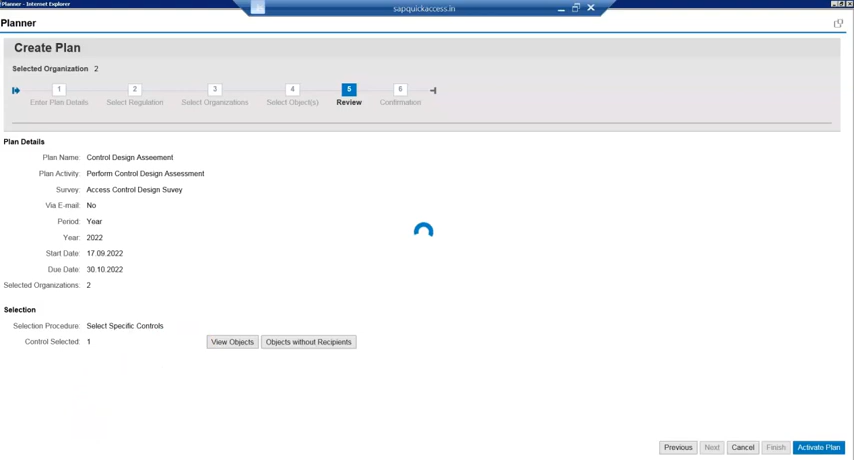 Planner - Internet Explorer
sapquickaccess.in
Planner
Create Plan
Selected Organization 2
1 2 3 4 5 6
Enter Plan Details Select Regulation Select Organizations Select Object(s) Review Confirmation
Plan Details
Plan Name: Control Design Asseement
Plan Activity: Perform Control Design Assessment
Survey: Access Control Design Suvey
Via E-mail: No
Period: Year
Year: 2022
Start Date: 17.09.2022
Due Date: 30.10.2022
Selected Organizations: 2
Selection
Selection Procedure: Select Specific Controls
Control Selected: 1 View Objects Objects without Recipients
Previous Next Cancel Finish Activate Plan